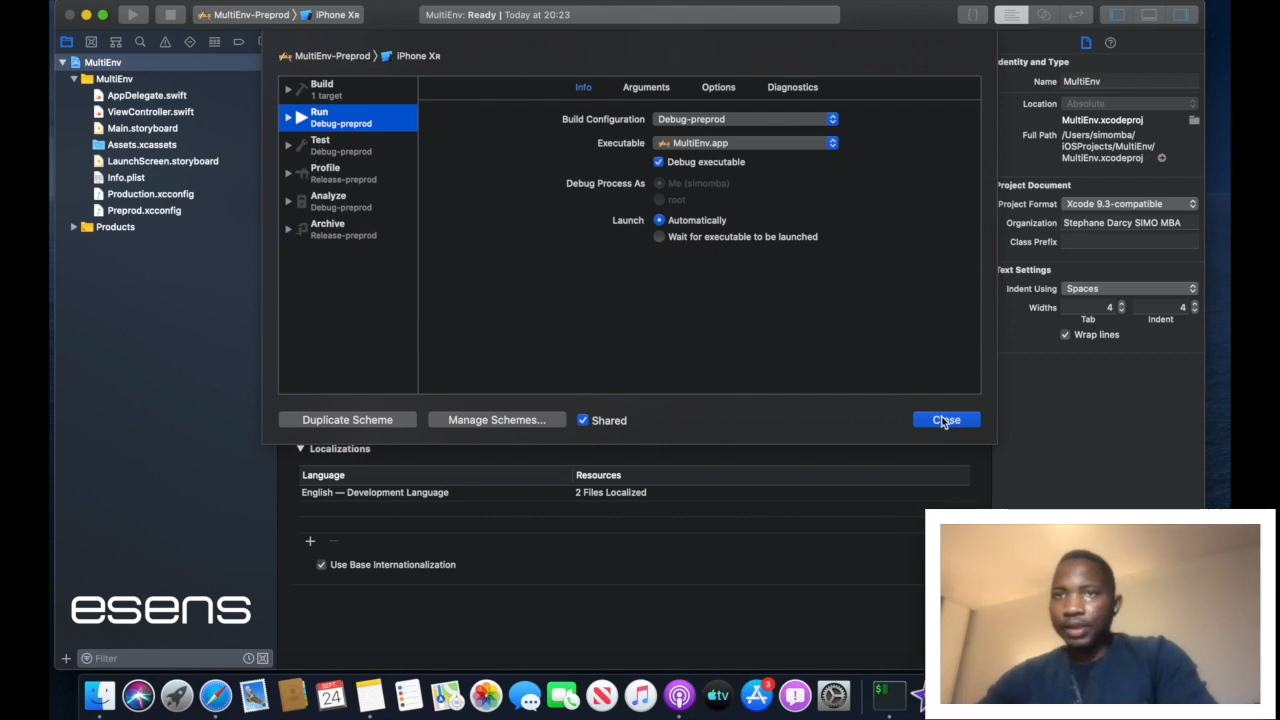 MultiEnv-Preprod 〉 iPhone Xʀ
MultiEnv: Ready | Today at 20:23
MultiEnv
MultiEnv
AppDelegate.swift
ViewController.swift
Main.storyboard
Assets.xcassets
LaunchScreen.storyboard
Info.plist
Production.xcconfig
Preprod.xcconfig
Products
esens
Filter
MultiEnv-Preprod 〉 iPhone Xʀ
Build
1 target
Run
Debug-preprod
Test
Debug-preprod
Profile
Release-preprod
Analyze
Debug-preprod
Archive
Release-preprod
Info Arguments Options Diagnostics
Build Configuration Debug-preprod
Executable MultiEnv.app
Debug executable
Debug Process As Me (simomba)
root
Launch Automatically
Wait for executable to be launched
Duplicate Scheme Manage Schemes... Shared Close
Localizations
Language Resources
English — Development Language 2 Files Localized
Use Base Internationalization
dentity and Type
Name MultiEnv
Location Absolute
MultiEnv.xcodeproj
Full Path /Users/simomba/
iOSProjects/MultiEnv/
MultiEnv.xcodeproj
Project Document
Project Format Xcode 9.3-compatible
Organization Stephane Darcy SIMO MBA
Class Prefix
Text Settings
Indent Using Spaces
Widths 4 4
Tab Indent
Wrap lines
SEPT.
24
tv
3
$